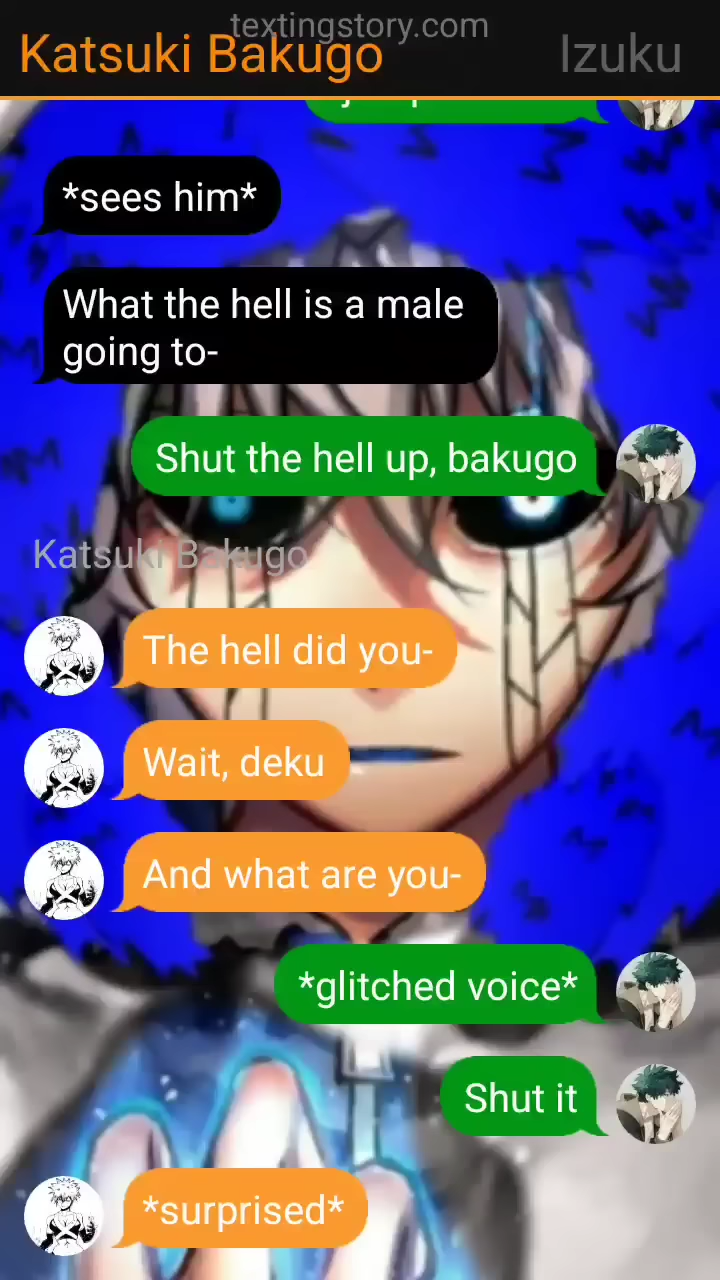 textingstory.com
Katsuki Bakugo
Izuku
*sees him*
What the hell is a male
going to-
Shut the hell up, bakugo
Katsuki Bakugo
The hell did you-
Wait, deku
And what are you-
*glitched voice*
Shut it
*surprised*